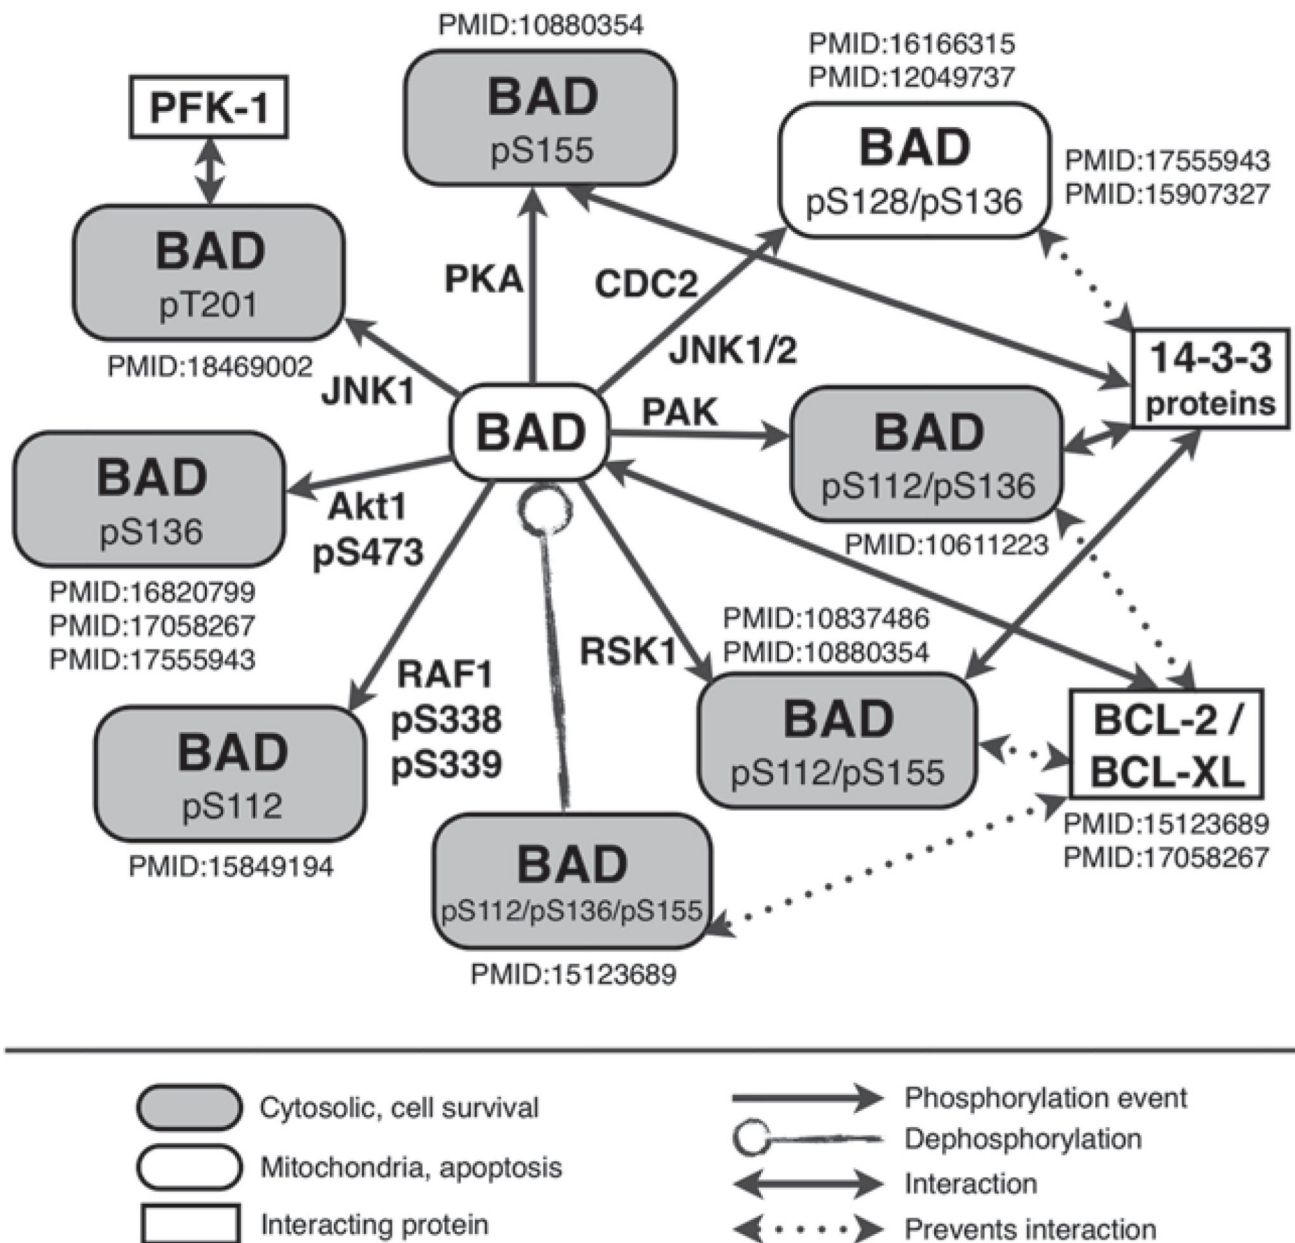 PMID:10880354
BAD
pS155
PMID:16166315
PMID:12049737
BAD
pS128/pS136
PMID:17555943
PMID:15907327
PFK-1
BAD
pT201
PMID:18469002
PKA
CDC2
JNK1/2
JNK1
14-3-3
proteins
BAD
PAK
BAD
pS112/pS136
PMID:10611223
BAD
pS136
PMID:16820799
PMID:17058267
PMID:17555943
Akt1
pS473
RAF1
pS338
pS339
RSK1
PMID:10837486
PMID:10880354
BAD
pS112/pS155
BCL-2 /
BCL-XL
PMID:15123689
PMID:17058267
BAD
pS112
PMID:15849194
BAD
pS112/pS136/pS155
PMID:15123689
Cytosolic, cell survival
Mitochondria, apoptosis
Interacting protein
Phosphorylation event
Dephosphorylation
Interaction
Prevents interaction